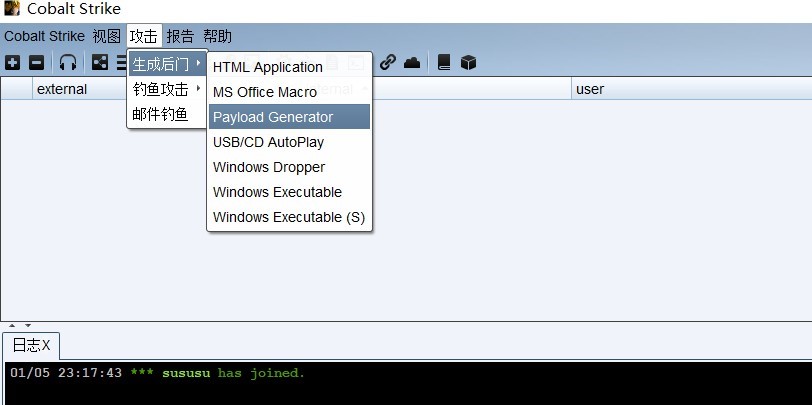 Cobalt Strike
Cobalt Strike 视图 攻击 报告 帮助
生成后门
钓鱼攻击
邮件钓鱼
HTML Application
MS Office Macro
Payload Generator
USB/CD AutoPlay
Windows Dropper
Windows Executable
Windows Executable (S)
external user
日志X
01/05 23:17:43 *** sususu has joined.